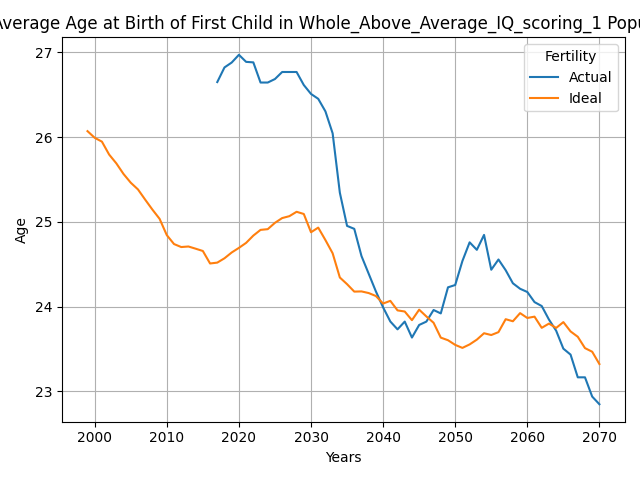 Average Age at Birth of First Child in Whole_Above_Average_IQ_scoring_1
Fertility
Actual
Ideal
27
26
25
24
23
Age
2000 2010 2020 2030 2040 2050 2060 2070
Years